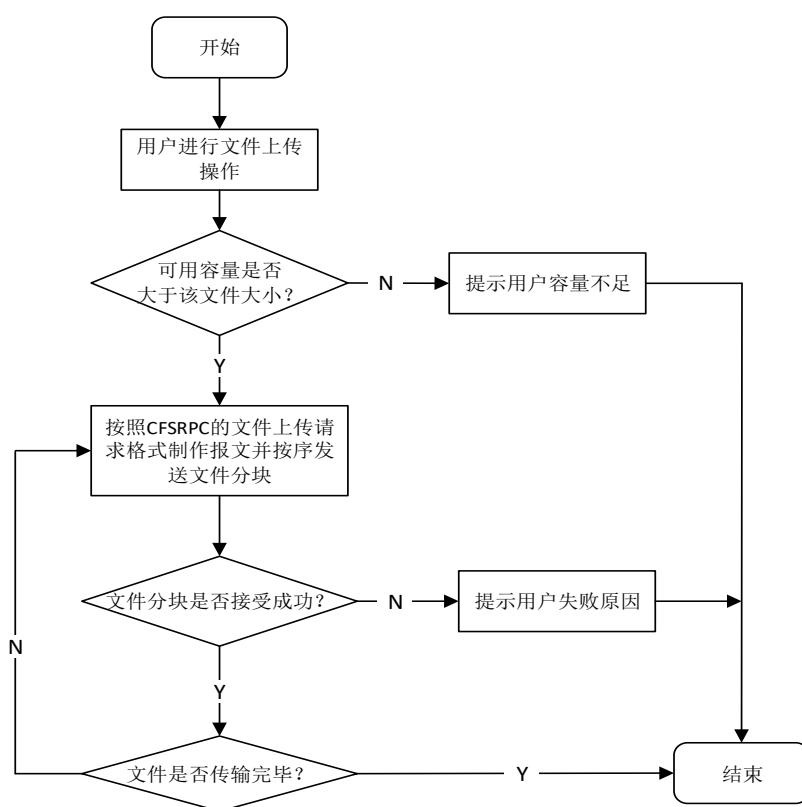 开始
用户进行文件上传
操作
可用容量是否
大于该文件大小？
N
提示用户容量不足
Y
按照CFSRPC的文件上传请
求格式制作报文并按序发
送文件分块
文件分块是否接受成功？
N
提示用户失败原因
N
Y
文件是否传输完毕？
Y
结束